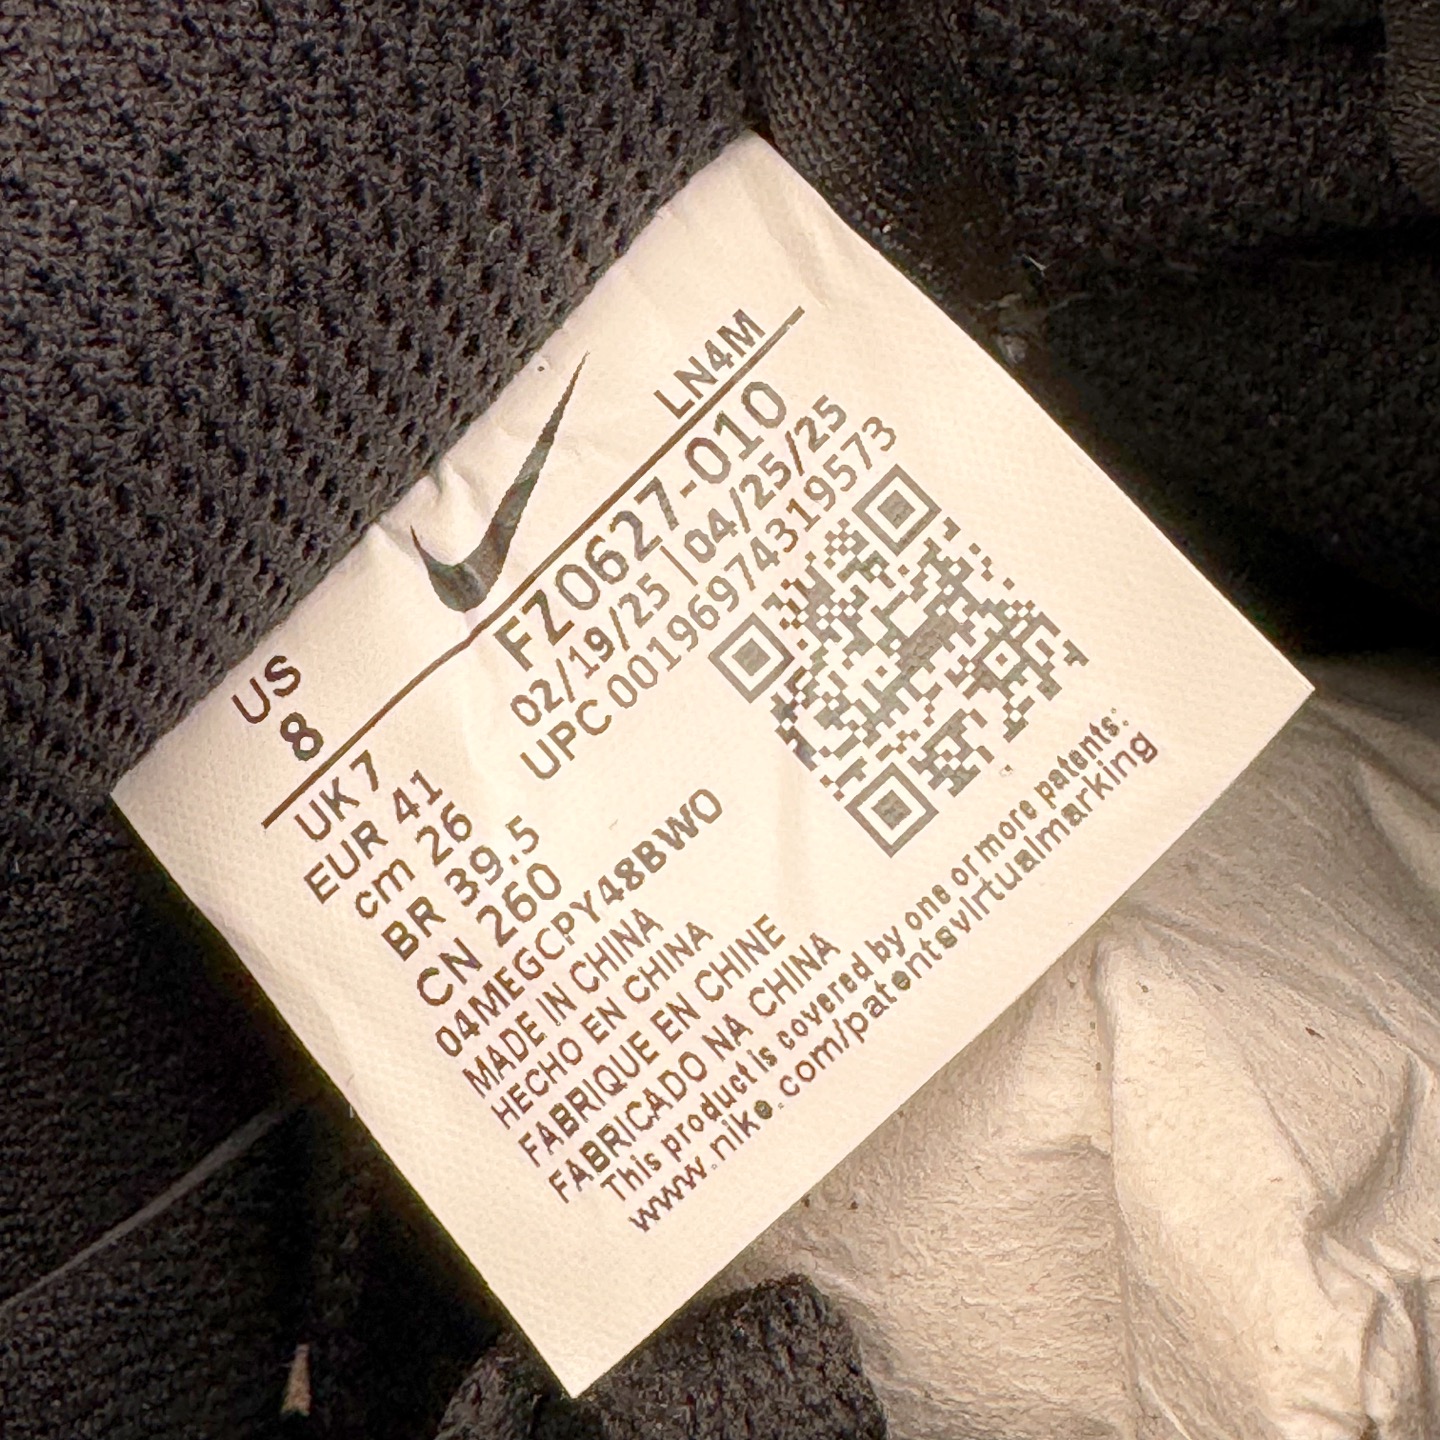 US
8
LN4M
UK 7
EUR 41
cm 26
BR 39.5
CN 260
FZ0627-010
02/19/25 | 04/25/25
UPC 00196974319573
04MEGCPY48BWO
MADE IN CHINA
HECHO EN CHINA
FABRIQUE EN CHINE
FABRICADO NA CHINA
This product is covered by one or more patents:
www.nike.com/patentsvirtualmarking